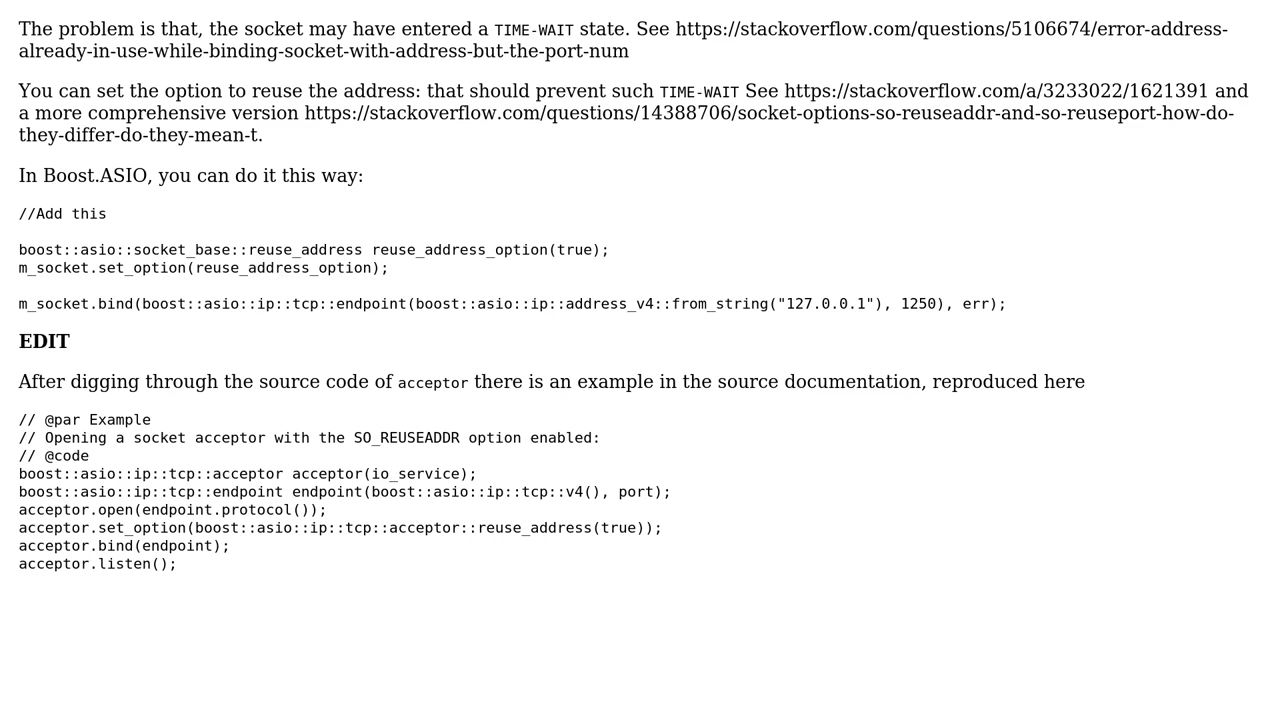 The problem is that, the socket may have entered a TIME-WAIT state. See https://stackoverflow.com/questions/5106674/error-address-
already-in-use-while-binding-socket-with-address-but-the-port-num
You can set the option to reuse the address: that should prevent such TIME-WAIT See https://stackoverflow.com/a/3233022/1621391 and
a more comprehensive version https://stackoverflow.com/questions/14388706/socket-options-so-reuseaddr-and-so-reuseport-how-do-
they-differ-do-they-mean-t.
In Boost.ASIO, you can do it this way:
//Add this
boost::asio::socket_base::reuse_address reuse_address_option(true);
m_socket.set_option(reuse_address_option);
m_socket.bind(boost::asio::ip::tcp::endpoint(boost::asio::ip::address_v4::from_string("127.0.0.1"), 1250), err);
EDIT
After digging through the source code of acceptor there is an example in the source documentation, reproduced here
// @par Example
// Opening a socket acceptor with the SO_REUSEADDR option enabled:
// @code
boost::asio::ip::tcp::acceptor acceptor(io_service);
boost::asio::ip::tcp::endpoint endpoint(boost::asio::ip::tcp::v4(), port);
acceptor.open(endpoint.protocol());
acceptor.set_option(boost::asio::ip::tcp::acceptor::reuse_address(true));
acceptor.bind(endpoint);
acceptor.listen();